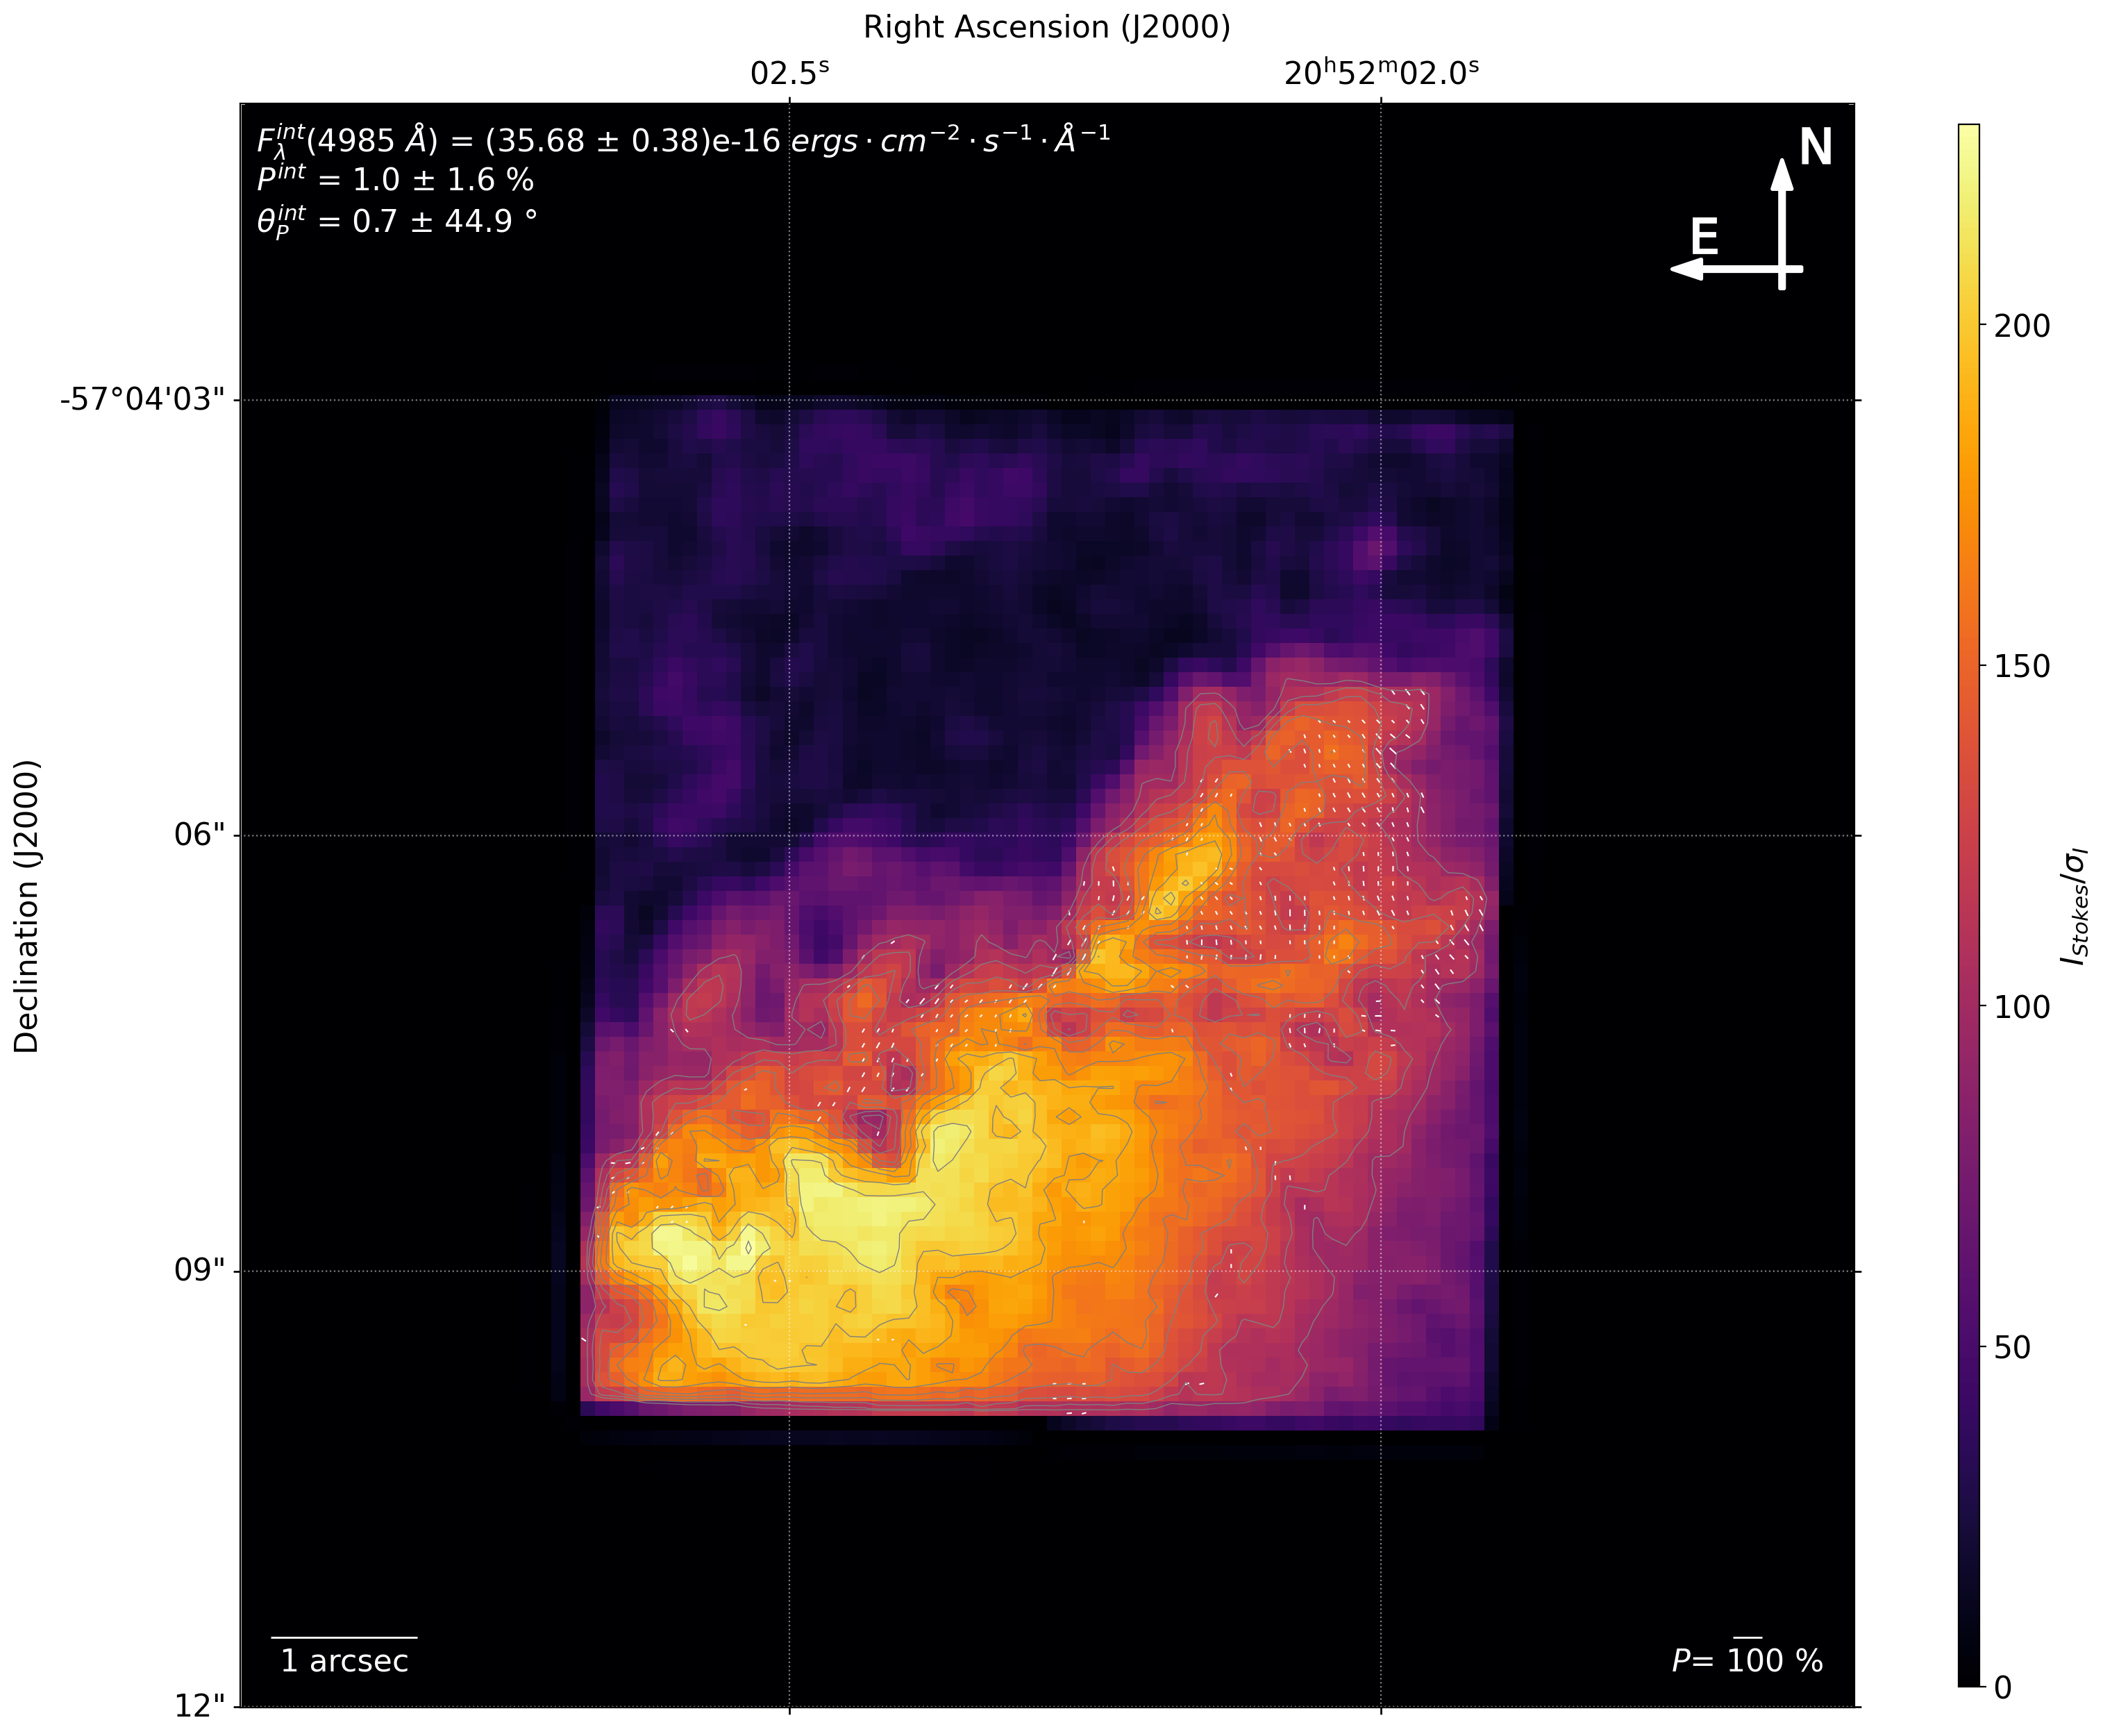 Right Ascension (J2000)
02.5ˢ 20ʰ52ᵐ02.0ˢ
F_λ^int(4985 Å) = (35.68 ± 0.38)e-16 ergs · cm⁻² · s⁻¹ · Å⁻¹
P^int = 1.0 ± 1.6 %
θ_P^int = 0.7 ± 44.9 °
N
E
-57°04'03"
06"
09"
12"
Declination (J2000)
1 arcsec
P= 100 %
200
150
100
50
0
I_Stokes/σ_I